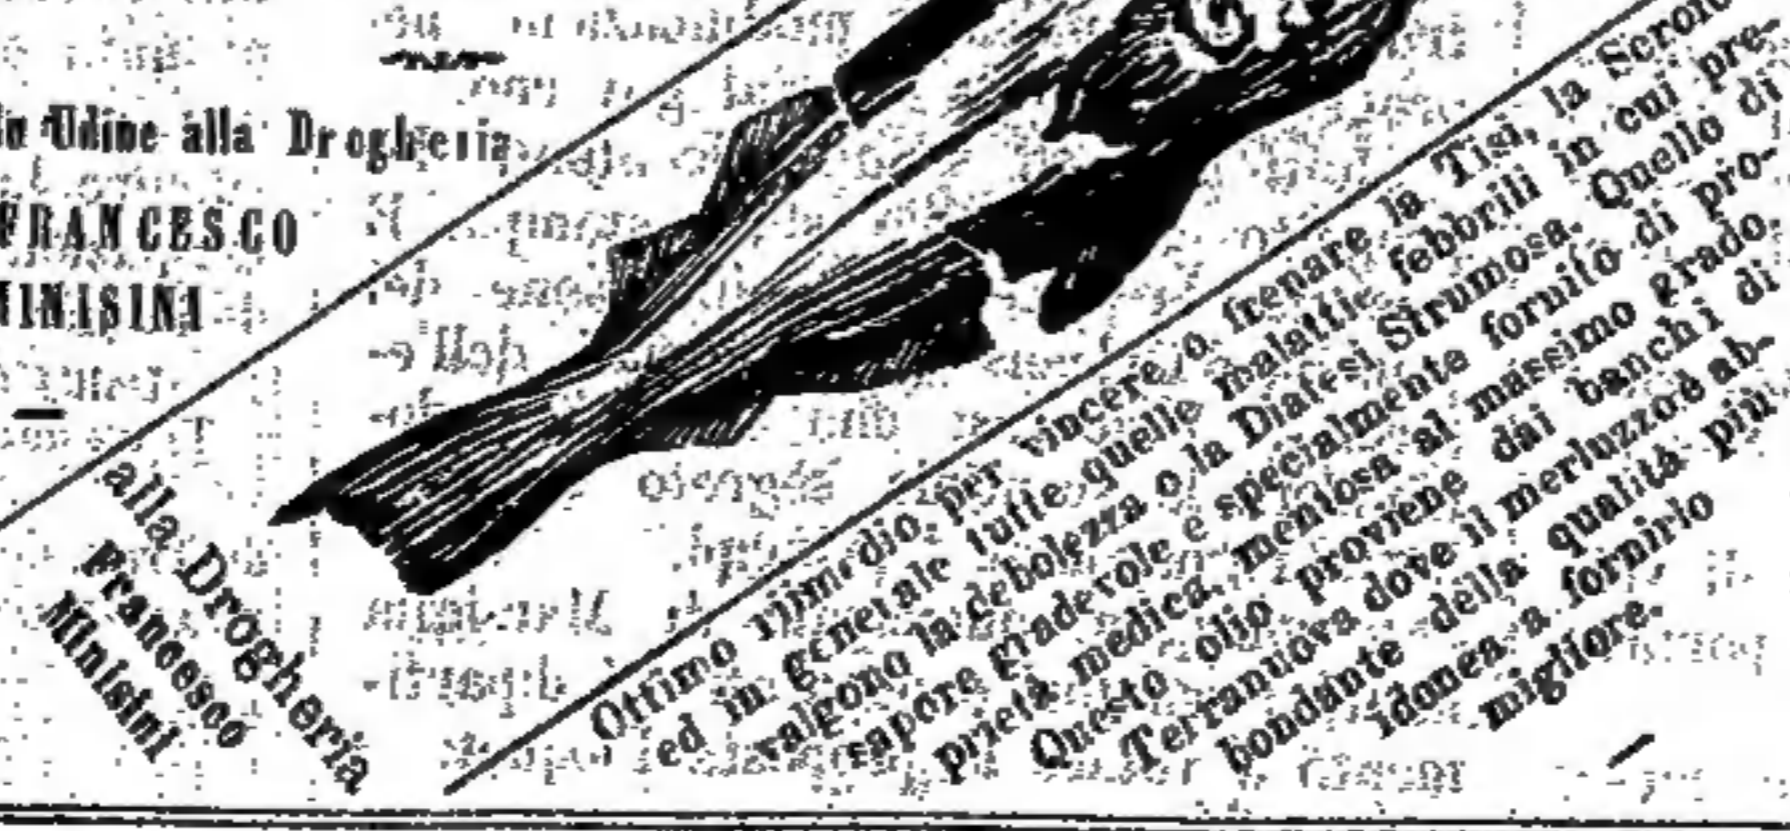 in Udine alla Drogheria
FRANCESCO
MINISINI
alla Drogheria
Francesco
Minisini
Ottimo rimedio per vincere o frenare la Tisi, la Scrofo
ed in generale tutte quelle malattie febbrili in cui pre-
valgono la debolezza o la Diatesi Strumosa. Quello di
sapore gradevole e specialmente fornito di pro-
prietà medica, mentosa al massimo grado.
Questo olio proviene dai banchi di
Terranuova dove il merluzzo è ab-
bondante della qualità più
idonea a fornirlo
migliore.